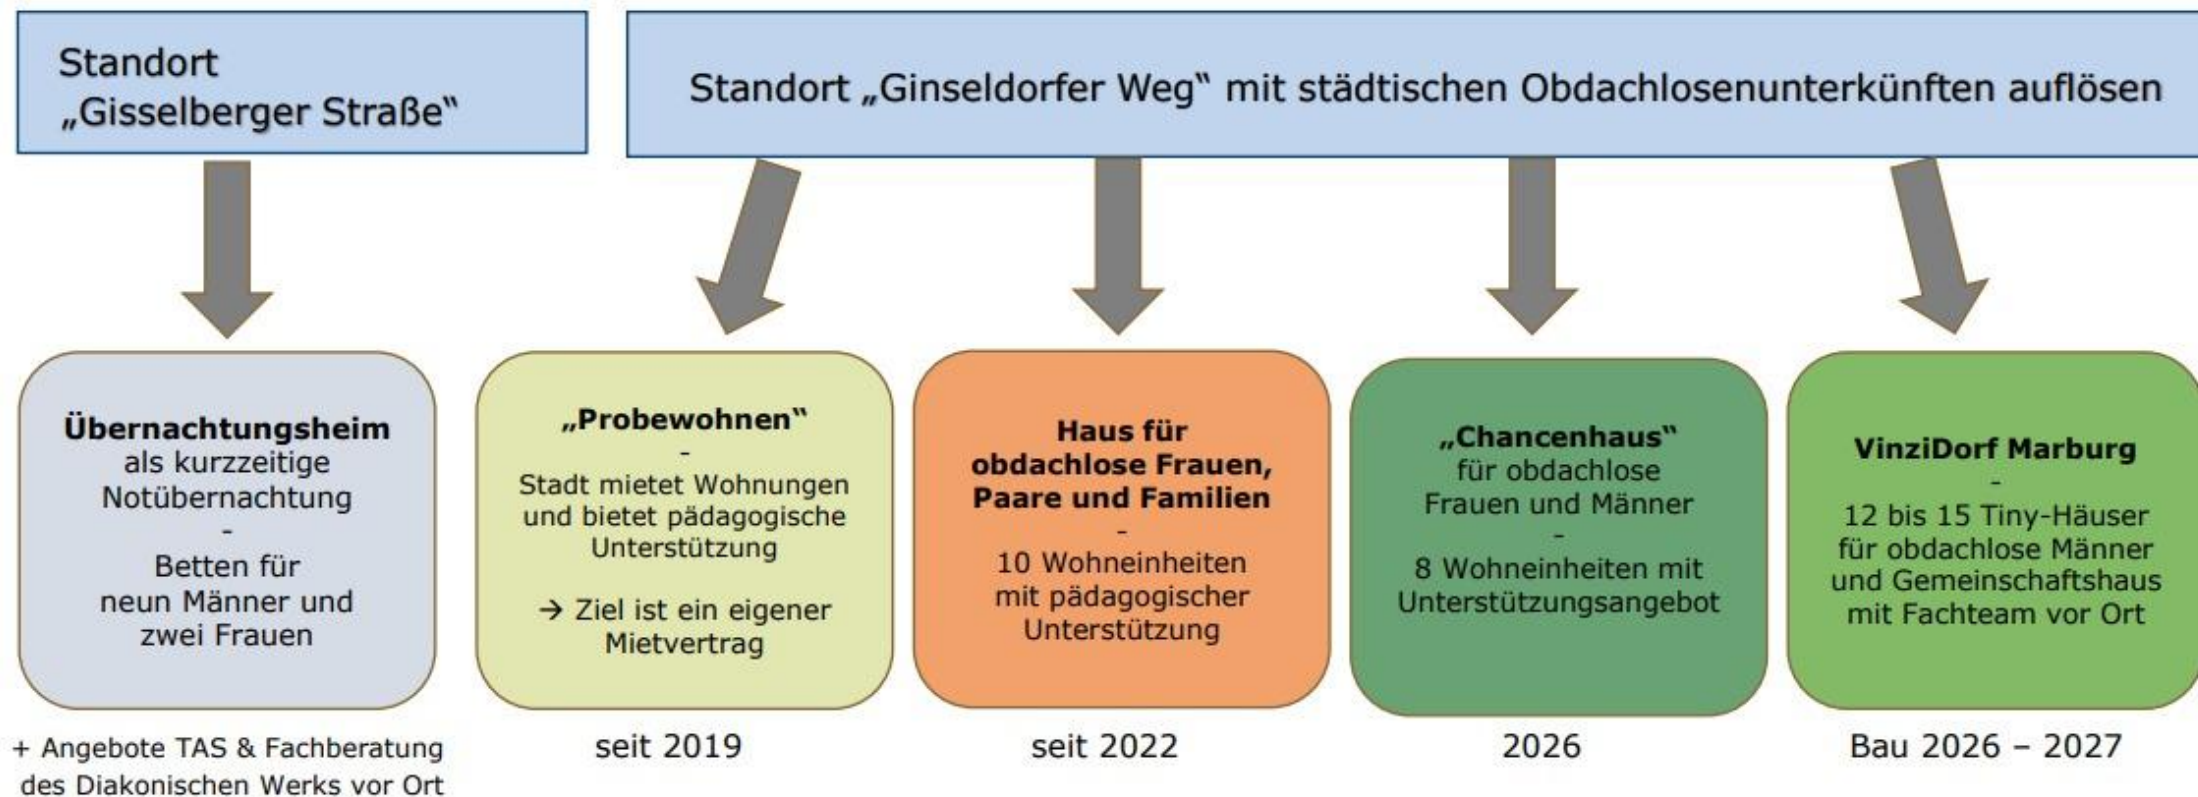 Standort
„Gisselberger Straße“
Standort „Ginseldorfer Weg“ mit städtischen Obdachlosenunterkünften auflösen
Übernachtungsheim
als kurzzeitige
Notübernachtung
-
Betten für
neun Männer und
zwei Frauen
+ Angebote TAS & Fachberatung
des Diakonischen Werks vor Ort
„Probewohnen“
-
Stadt mietet Wohnungen
und bietet pädagogische
Unterstützung
→ Ziel ist ein eigener
Mietvertrag
seit 2019
Haus für
obdachlose Frauen,
Paare und Familien
-
10 Wohneinheiten
mit pädagogischer
Unterstützung
seit 2022
„Chancenhaus“
für obdachlose
Frauen und Männer
-
8 Wohneinheiten mit
Unterstützungsangebot
2026
VinziDorf Marburg
-
12 bis 15 Tiny-Häuser
für obdachlose Männer
und Gemeinschaftshaus
mit Fachteam vor Ort
Bau 2026 – 2027